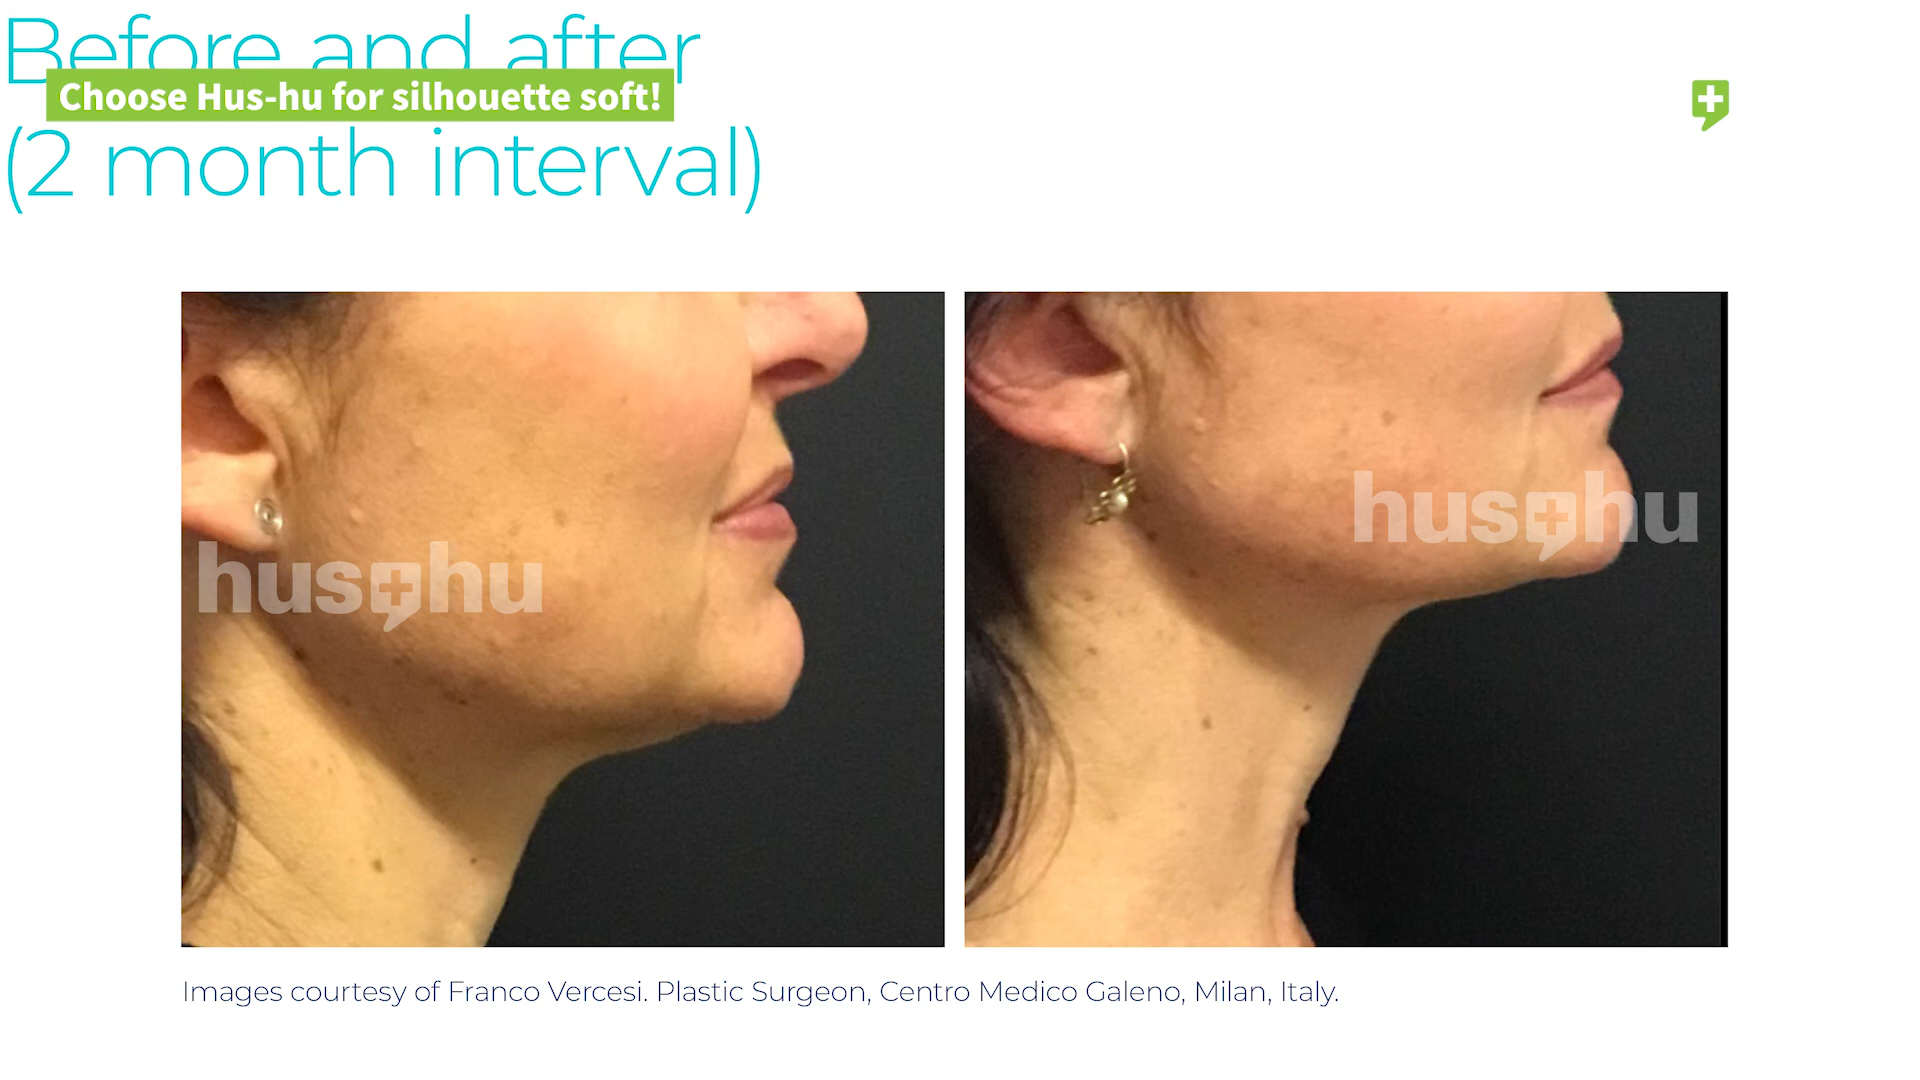 Before and after
Choose Hus-hu for silhouette soft!
(2 month interval)
hus hu
hus hu
Images courtesy of Franco Vercesi. Plastic Surgeon, Centro Medico Galeno, Milan, Italy.